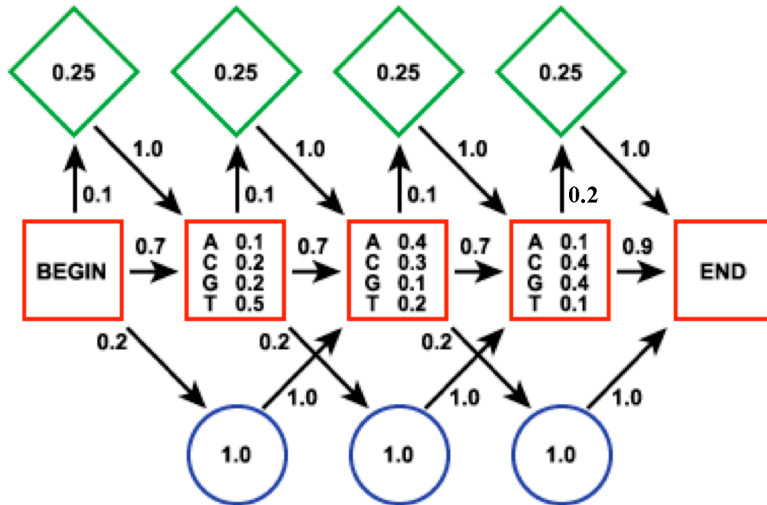 0.25 0.25 0.25 0.25
1.0 1.0 1.0 1.0
0.1 0.1 0.1 0.2
BEGIN 0.7 A 0.1 0.7 A 0.4 0.7 A 0.1 0.9 END
C 0.2 C 0.3 C 0.4
G 0.2 G 0.1 G 0.4
T 0.5 T 0.2 T 0.1
0.2 0.2 0.2
1.0 1.0 1.0
1.0 1.0 1.0